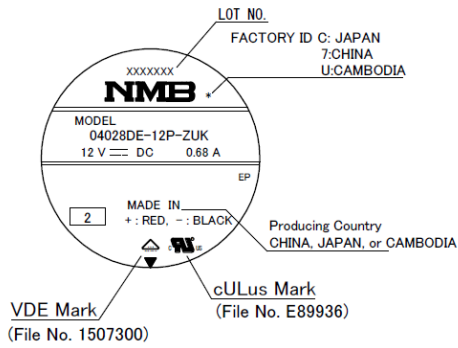 LOT NO.
FACTORY ID C: JAPAN
7:CHINA
U:CAMBODIA
XXXXXXX
NMB *
MODEL
04028DE-12P-ZUK
12 V ⎓ DC 0.68 A
EP
2
MADE IN
+ : RED, - : BLACK
Producing Country
CHINA, JAPAN, or CAMBODIA
c RU us
VDE Mark
(File No. 1507300)
cULus Mark
(File No. E89936)